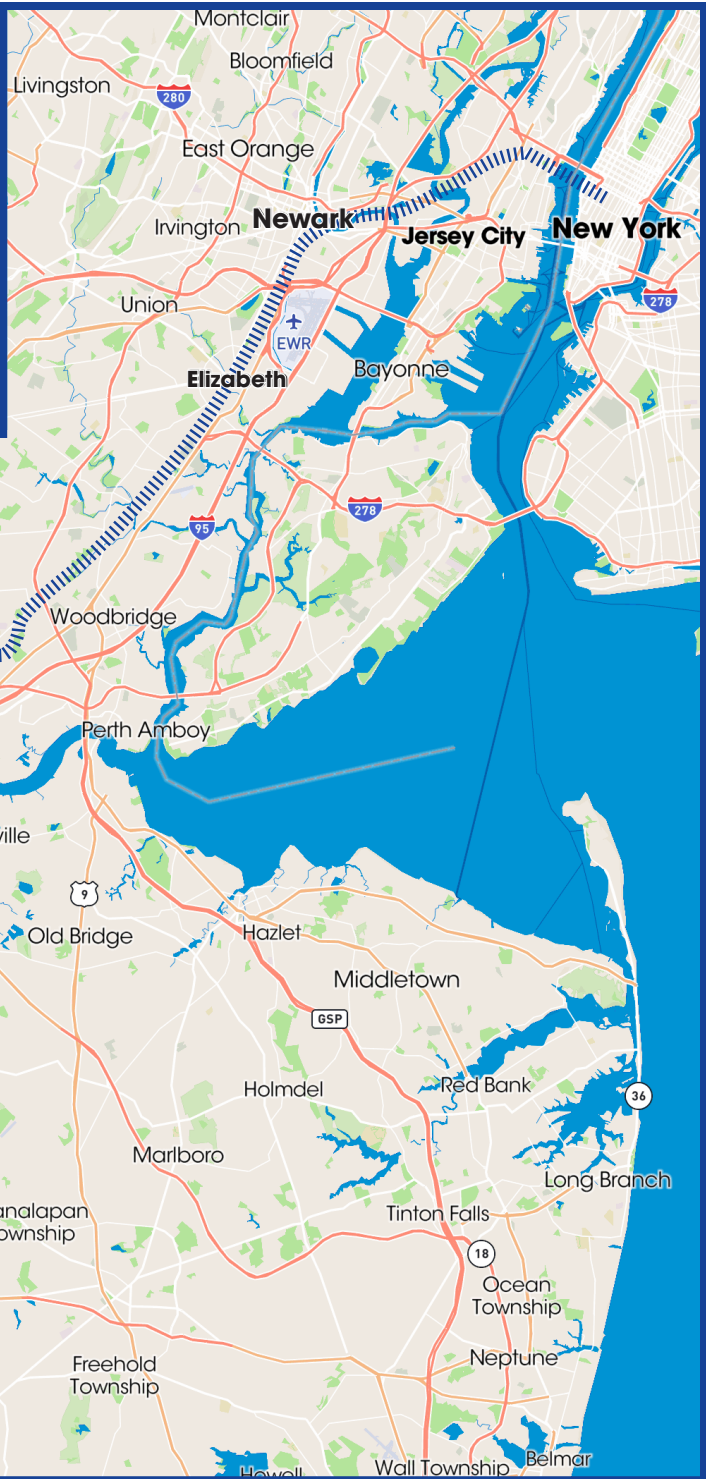 Montclair
Bloomfield
Livingston
280
East Orange
Irvington
Newark
Jersey City
New York
Union
278
EWR
Elizabeth
Bayonne
278
95
Woodbridge
Perth Amboy
ville
9
Old Bridge
Hazlet
Middletown
GSP
Holmdel
Red Bank
36
Marlboro
Long Branch
analapan
ownship
Tinton Falls
18
Ocean
Township
Neptune
Freehold
Township
Belmar
Wall Township
Howell